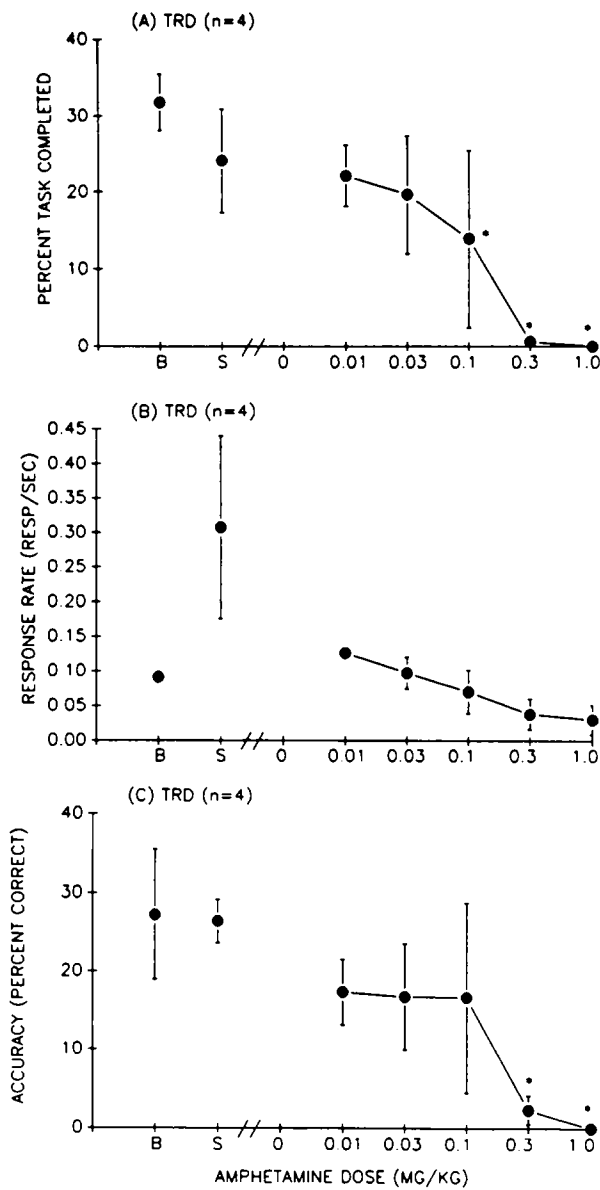 (A) TRD (n=4)
PERCENT TASK COMPLETED
40
30
20
10
0
*
*
*
B S 0 0.01 0.03 0.1 0.3 1.0
(B) TRD (n=4)
RESPONSE RATE (RESP/SEC)
0.45
0.40
0.35
0.30
0.25
0.20
0.15
0.10
0.05
0.00
B S 0 0.01 0.03 0.1 0.3 1.0
(C) TRD (n=4)
ACCURACY (PERCENT CORRECT)
40
30
20
10
0
*
*
B S 0 0.01 0.03 0.1 0.3 1.0
AMPHETAMINE DOSE (MG/KG)